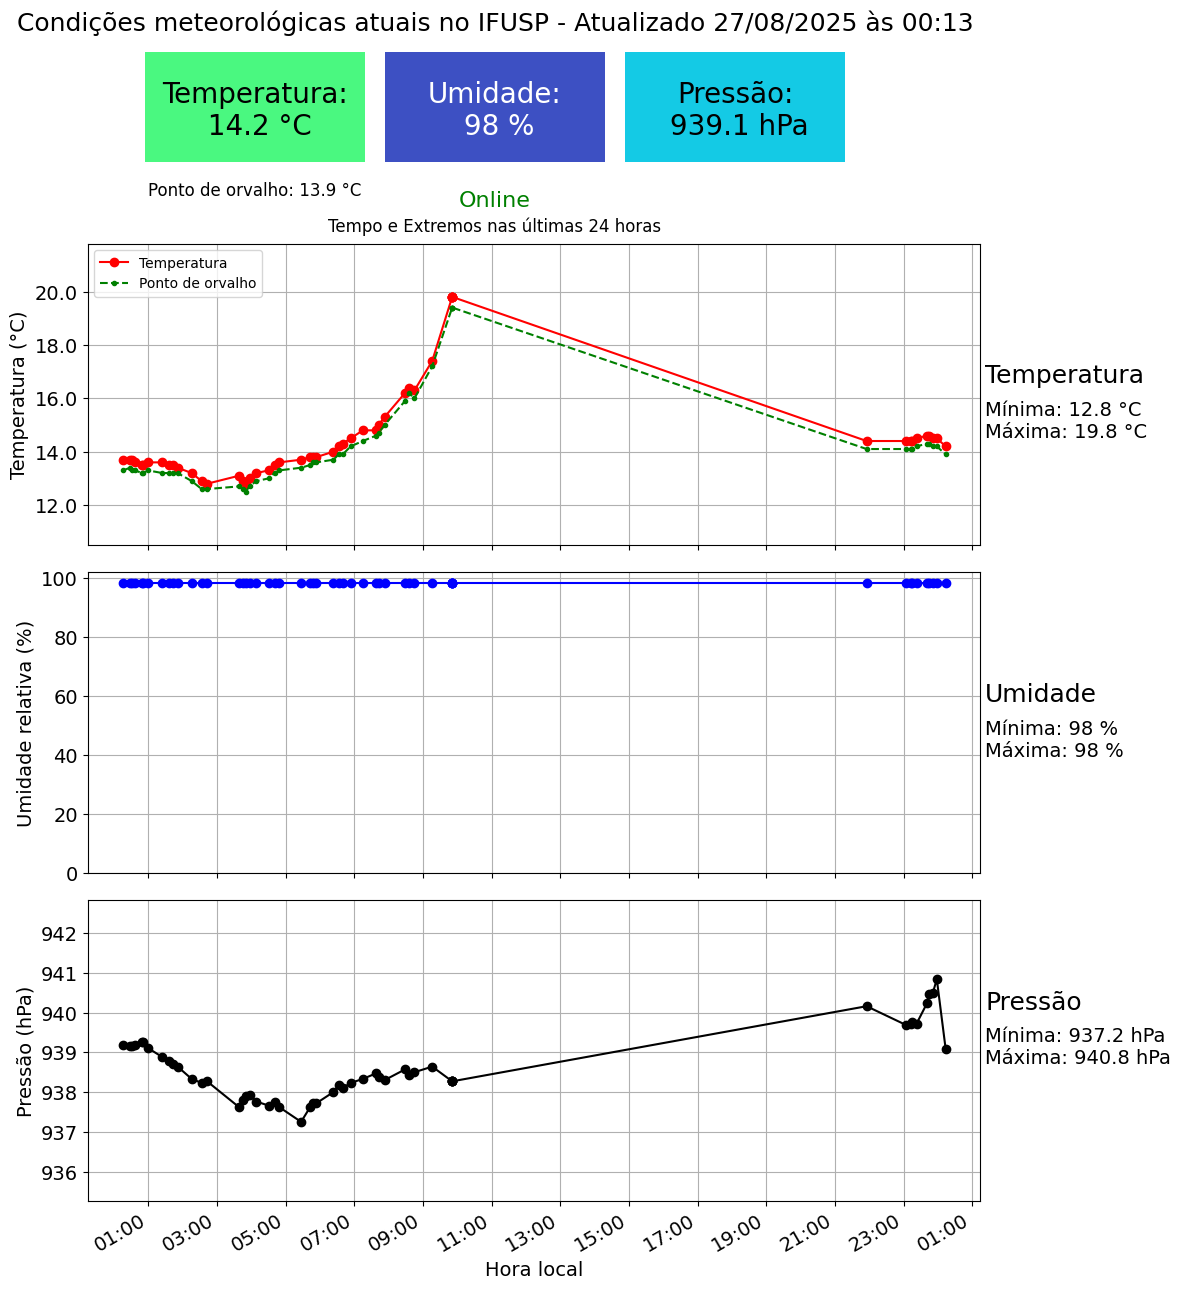 Condições meteorológicas atuais no IFUSP - Atualizado 27/08/2025 às 00:13
Temperatura:
14.2 °C
Umidade:
98 %
Pressão:
939.1 hPa
Ponto de orvalho: 13.9 °C
Online
Tempo e Extremos nas últimas 24 horas
Temperatura
Ponto de orvalho
Temperatura (°C)
20.0
18.0
16.0
14.0
12.0
Temperatura
Mínima: 12.8 °C
Máxima: 19.8 °C
Umidade relativa (%)
100
80
60
40
20
0
Umidade
Mínima: 98 %
Máxima: 98 %
Pressão (hPa)
942
941
940
939
938
937
936
Pressão
Mínima: 937.2 hPa
Máxima: 940.8 hPa
01:00 03:00 05:00 07:00 09:00 11:00 13:00 15:00 17:00 19:00 21:00 23:00 01:00
Hora local